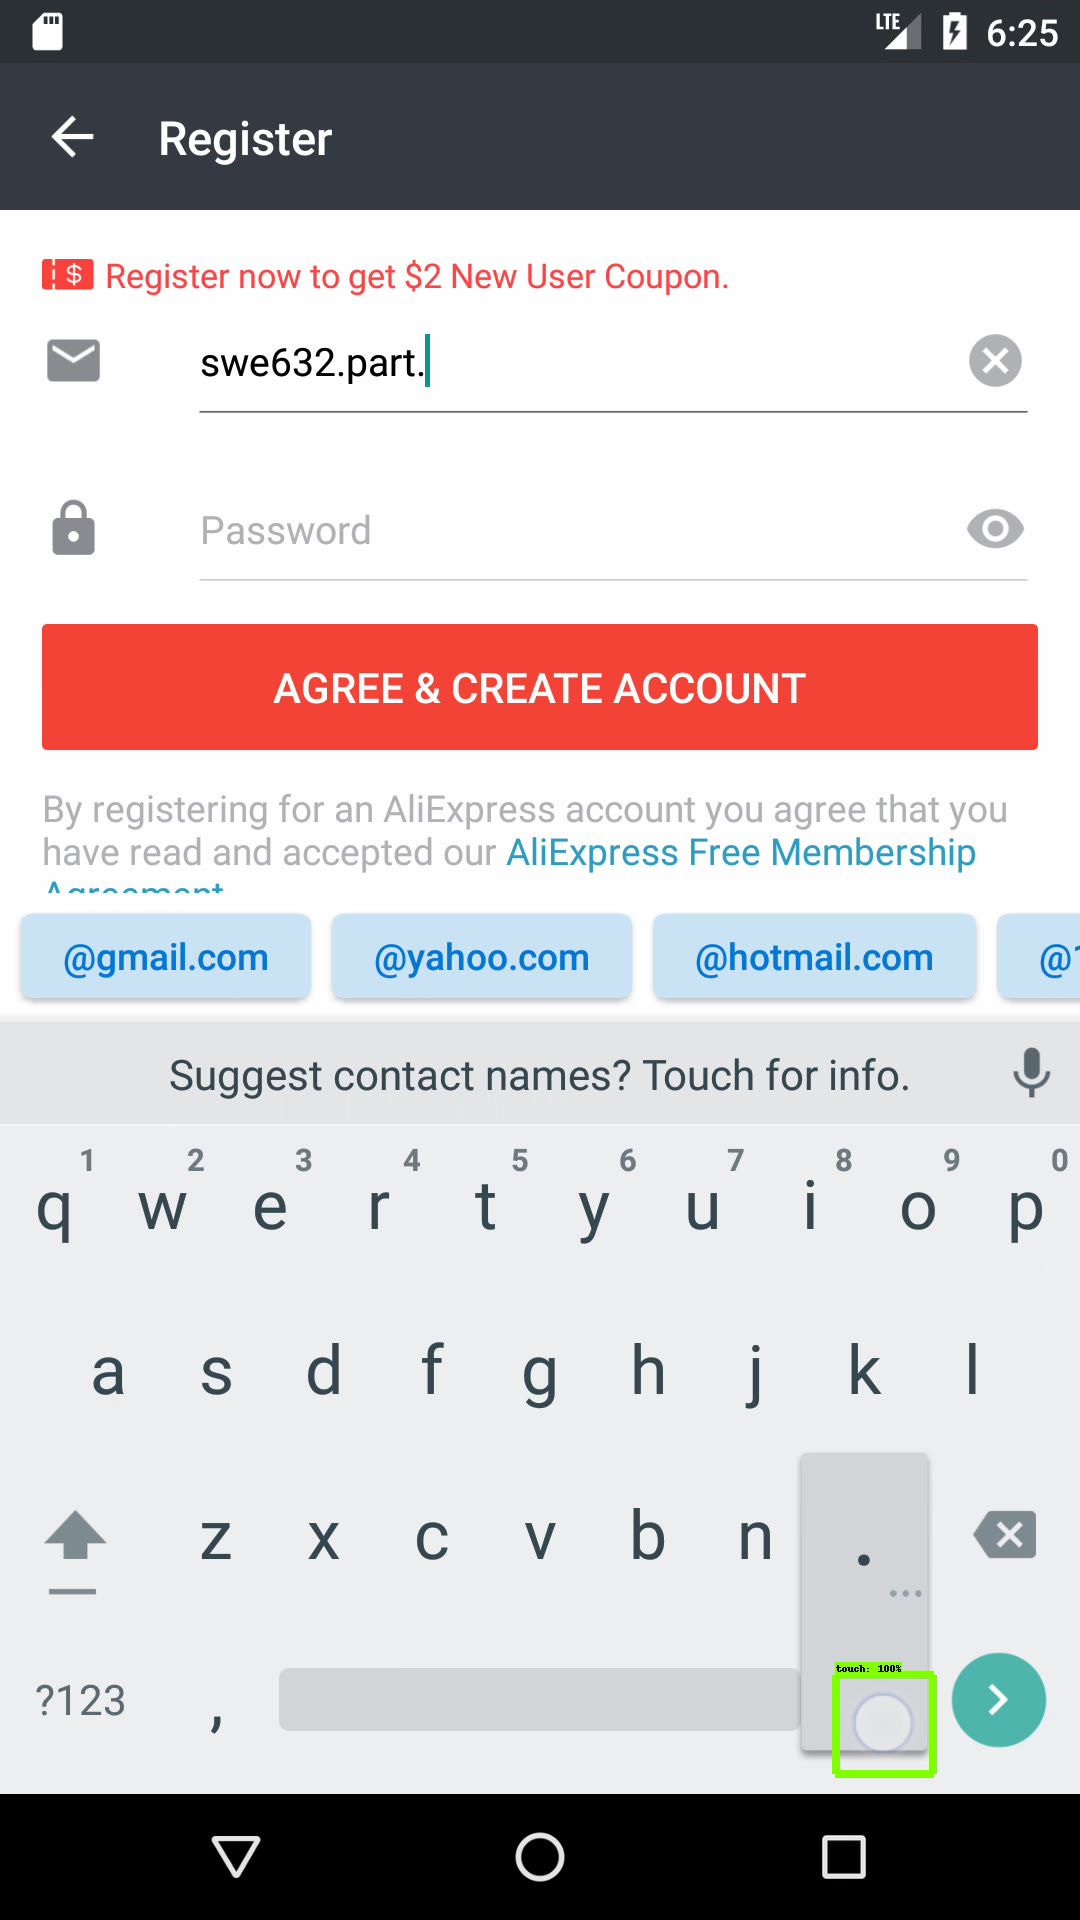 LTE 6:25
Register
$ Register now to get $2 New User Coupon.
swe632.part.
Password
AGREE & CREATE ACCOUNT
By registering for an AliExpress account you agree that you
have read and accepted our AliExpress Free Membership
Agreement
@gmail.com @yahoo.com @hotmail.com @1
Suggest contact names? Touch for info.
1 2 3 4 5 6 7 8 9 0
q w e r t y u i o p
a s d f g h j k l
z x c v b n .
...
touch: 100%
?123 ,